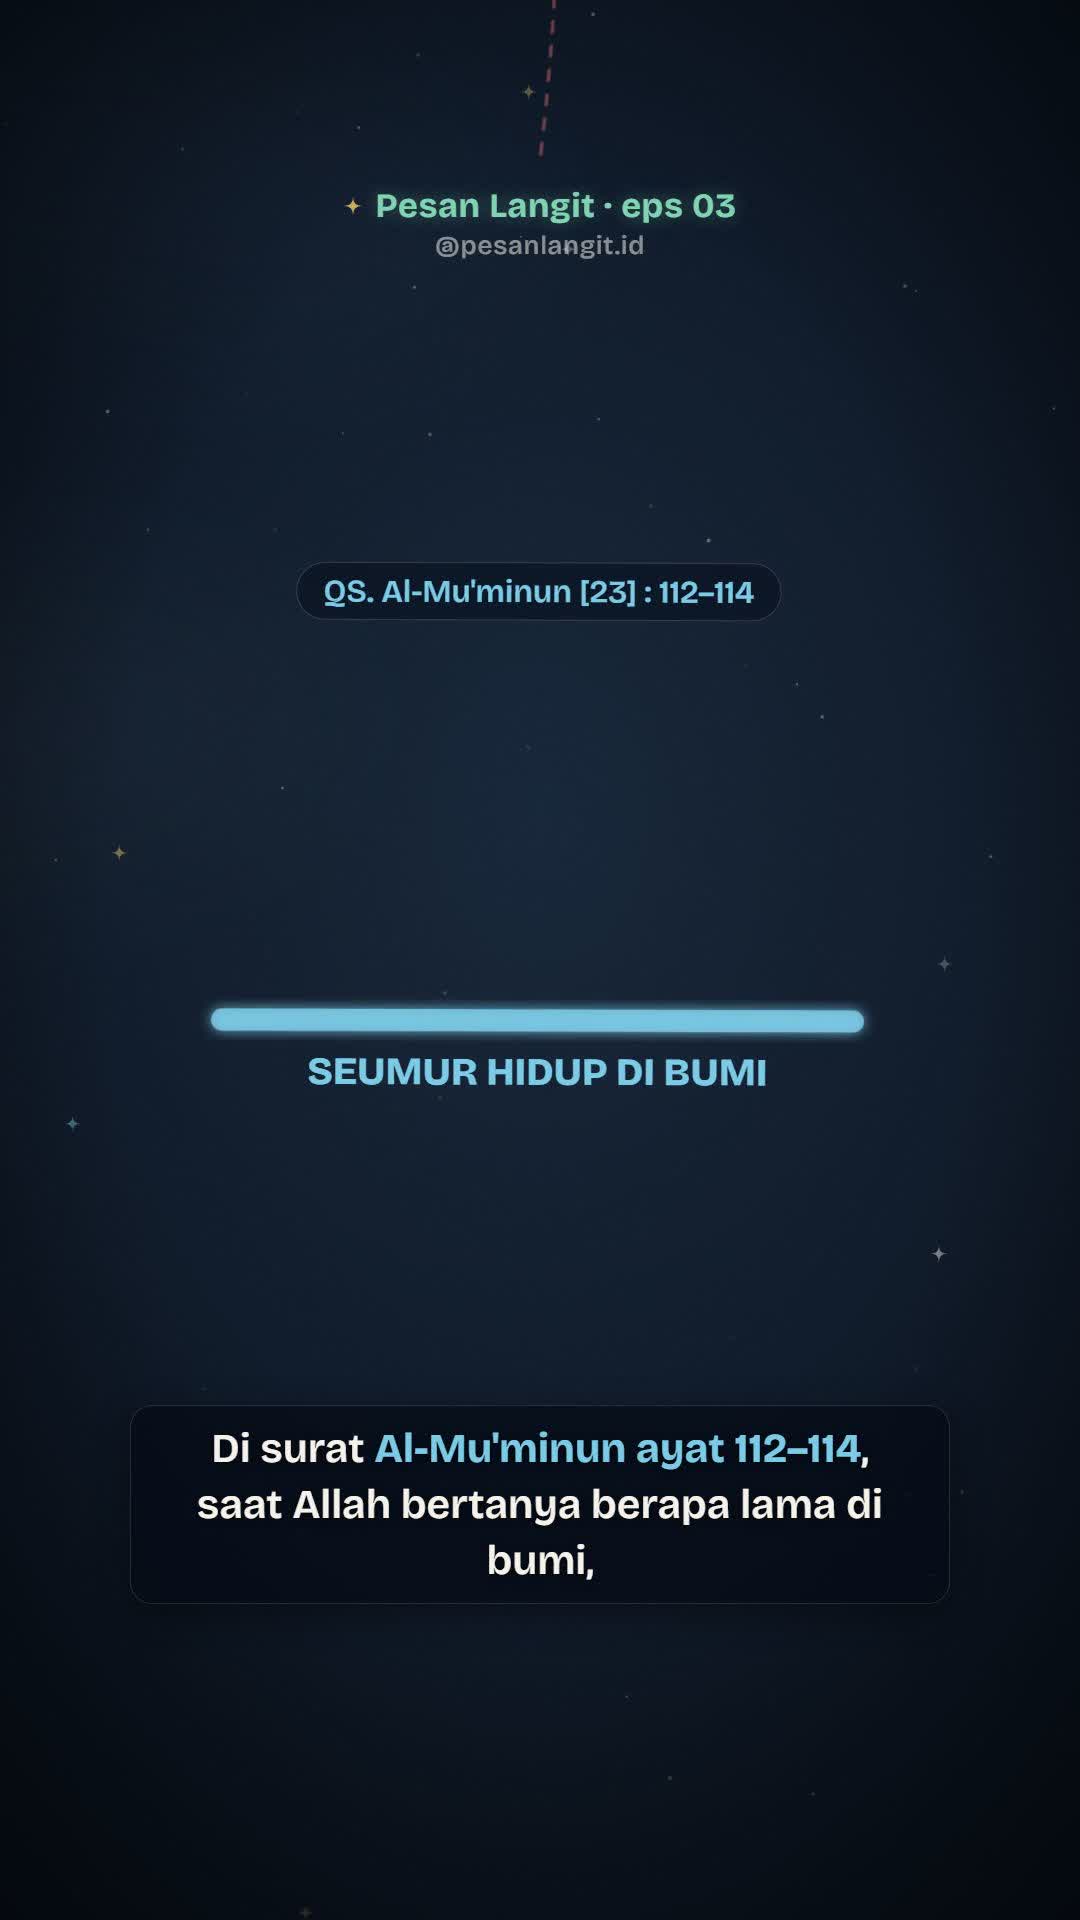 Pesan Langit · eps 03
@pesanlangit.id
QS. Al-Mu'minun [23] : 112–114
SEUMUR HIDUP DI BUMI
Di surat Al-Mu'minun ayat 112–114,
saat Allah bertanya berapa lama di
bumi,